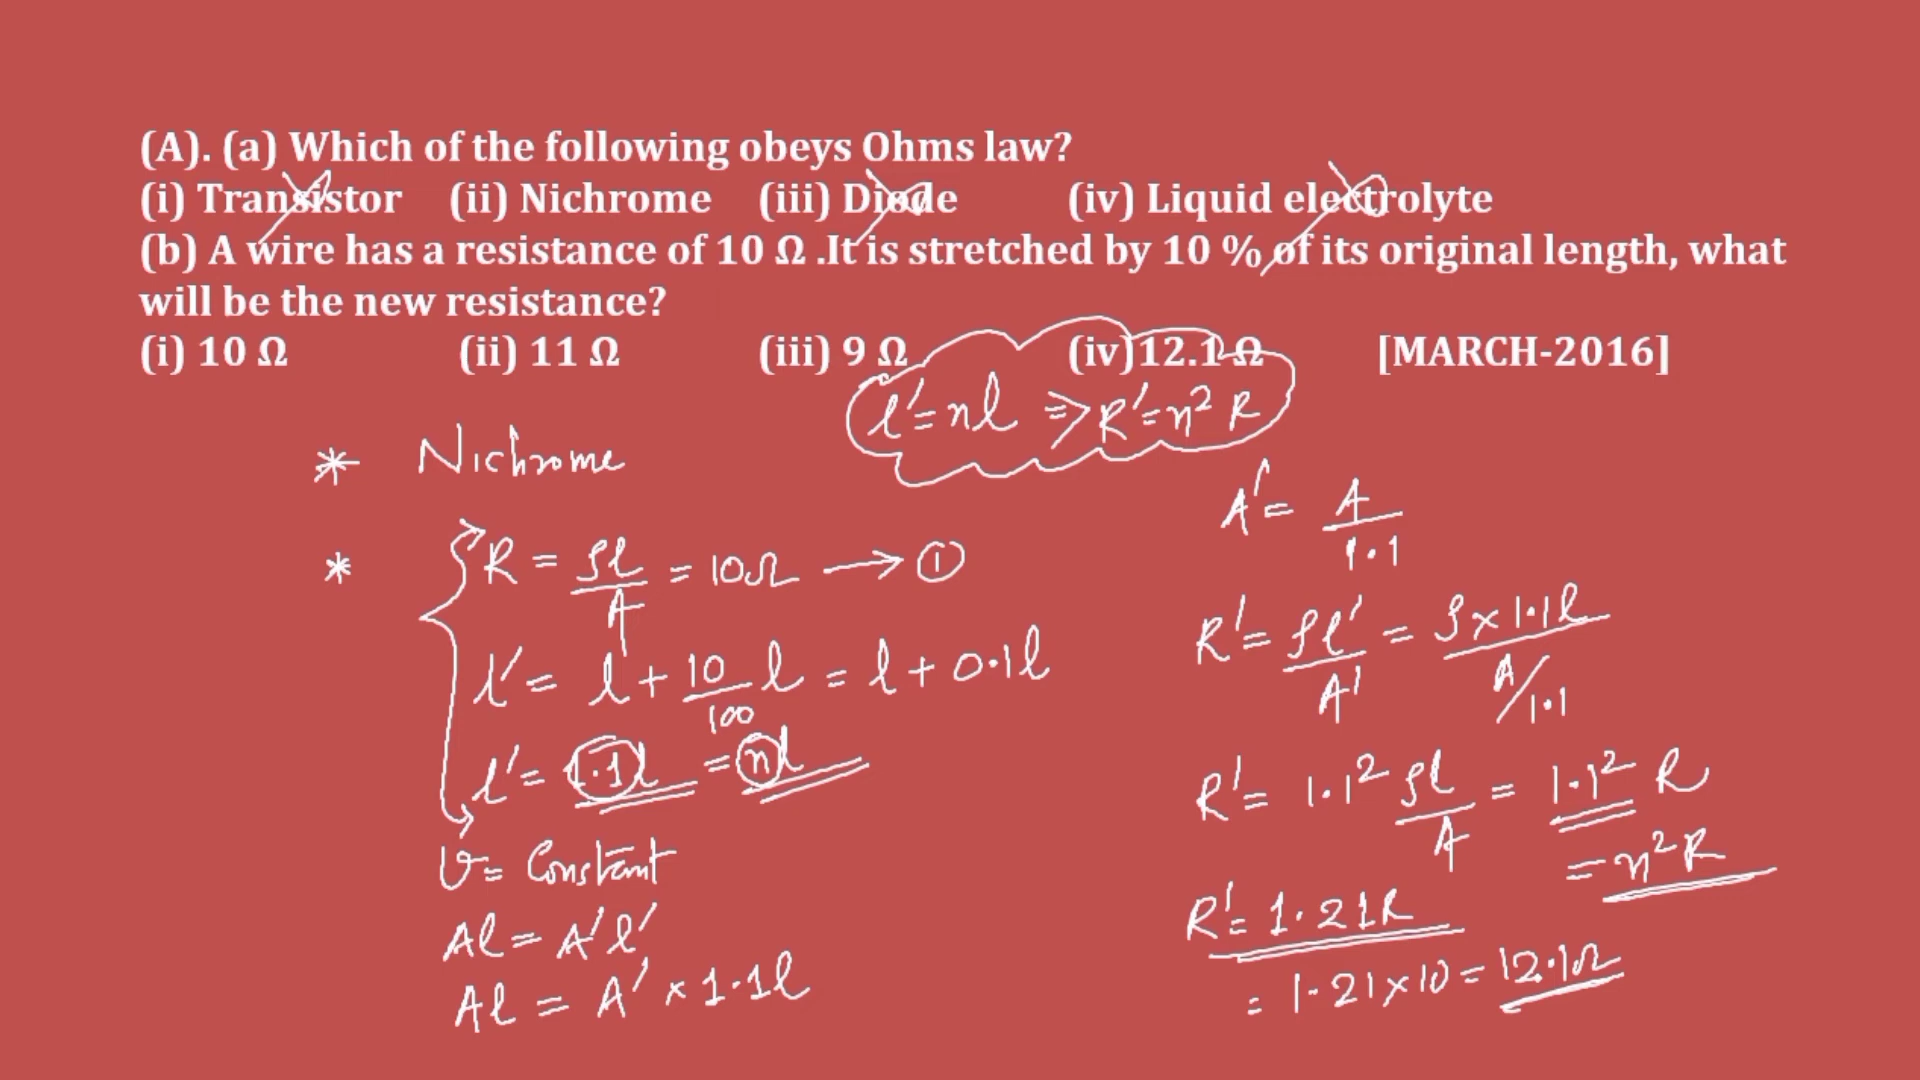 (A). (a) Which of the following obeys Ohms law?
(i) Transistor (ii) Nichrome (iii) Diode (iv) Liquid electrolyte
(b) A wire has a resistance of 10 Ω .It is stretched by 10 % of its original length, what
will be the new resistance?
(i) 10 Ω (ii) 11 Ω (iii) 9 Ω (iv)12.1 Ω [MARCH-2016]
l' = nl ⇒ R' = n² R
* Nichrome
* R = ρl/A = 10Ω → ①
l' = l + 10/100 l = l + 0.1l
l' = 1.1l = nl
V = Constant
Al = A'l'
Al = A' × 1.1l
A' = A/1.1
R' = ρl'/A' = ρ × 1.1l / A/1.1
R' = 1.1² ρl/A = 1.1² R
= n² R
R' = 1.21R
= 1.21×10 = 12.1Ω